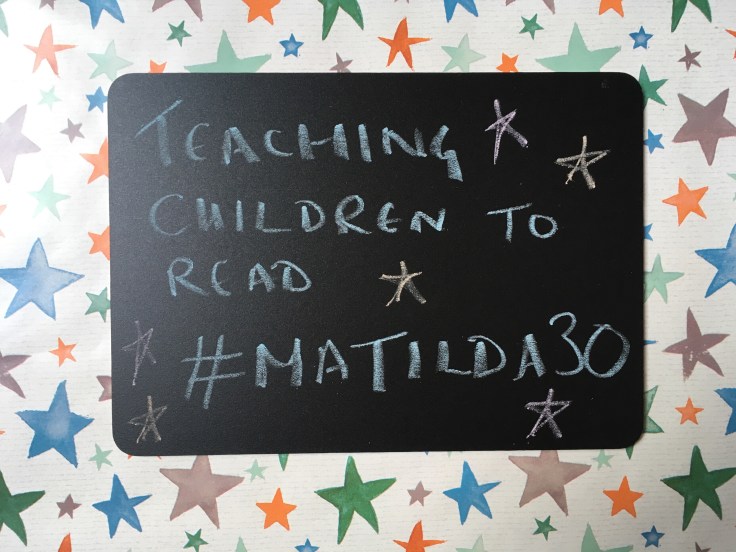 TEACHING
CHILDREN TO
READ
#MATILDA30